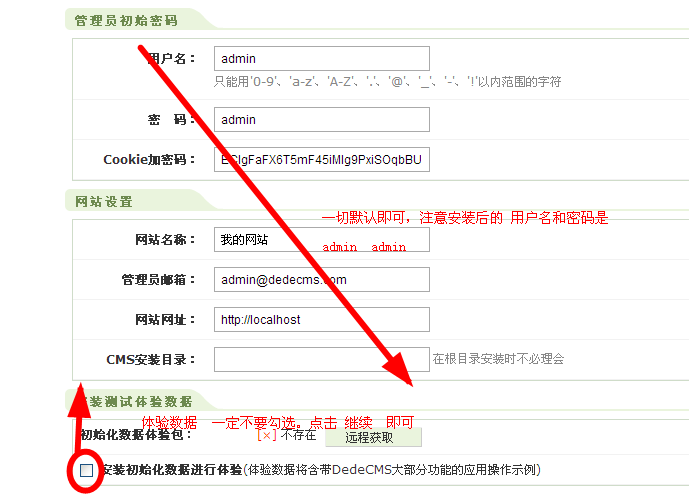 管理员初始密码
用户名： admin
只能用'0-9'、'a-z'、'A-Z'、'.'、'@'、'_'、'-'、'!'以内范围的字符
密 码： admin
Cookie加密码：
网站设置
一切默认即可，注意安装后的 用户名和密码是
网站名称： 我的网站 admin admin
管理员邮箱： admin@dedecms.com
网站网址： http://localhost
CMS安装目录： 在根目录安装时不必理会
安装测试体验数据
体验数据 一定不要勾选。点击 继续 即可
初始化数据体验包： [×] 不存在 远程获取
安装初始化数据进行体验(体验数据将含带DedeCMS大部分功能的应用操作示例)